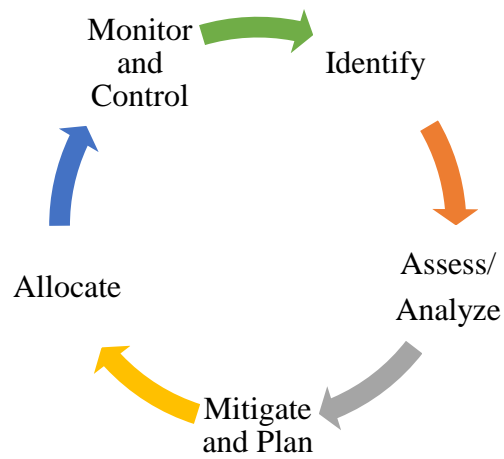 Monitor
and
Control
Identify
Assess/
Analyze
Mitigate
and Plan
Allocate